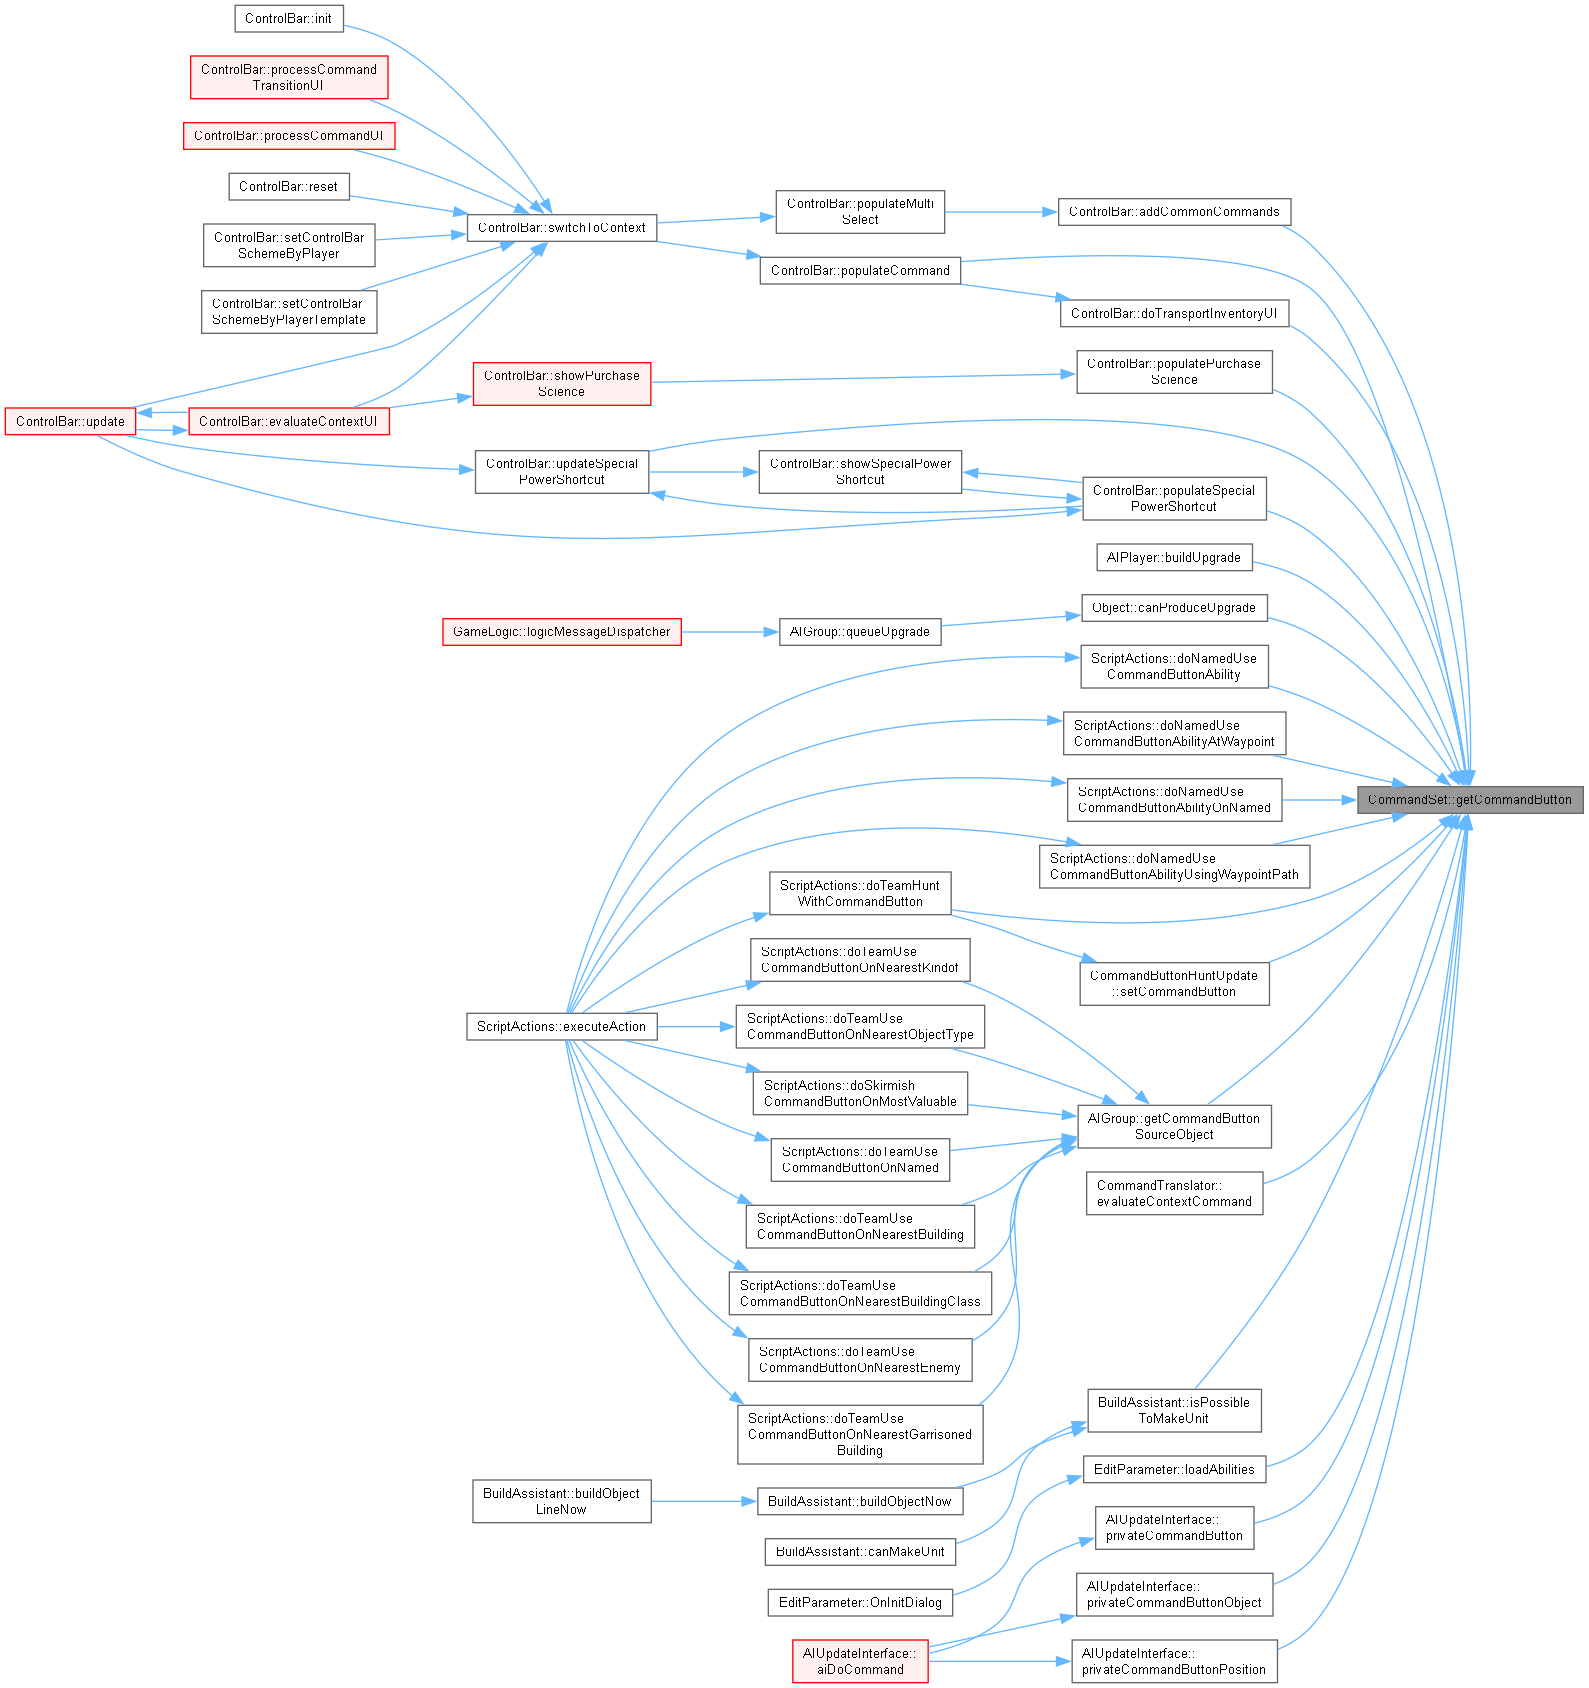 ControlBar::init
ControlBar::processCommand
TransitionUI
ControlBar::processCommandUI
ControlBar::reset
ControlBar::setControlBar
SchemeByPlayer
ControlBar::setControlBar
SchemeByPlayerTemplate
ControlBar::update
ControlBar::evaluateContextUI
ControlBar::switchToContext
ControlBar::showPurchase
Science
ControlBar::updateSpecial
PowerShortcut
ControlBar::populateMulti
Select
ControlBar::populateCommand
ControlBar::showSpecialPower
Shortcut
ControlBar::addCommonCommands
ControlBar::doTransportInventoryUI
ControlBar::populatePurchase
Science
ControlBar::populateSpecial
PowerShortcut
AIPlayer::buildUpgrade
Object::canProduceUpgrade
GameLogic::logicMessageDispatcher
AIGroup::queueUpgrade
ScriptActions::doNamedUse
CommandButtonAbility
ScriptActions::doNamedUse
CommandButtonAbilityAtWaypoint
ScriptActions::doNamedUse
CommandButtonAbilityOnNamed
CommandSet::getCommandButton
ScriptActions::doNamedUse
CommandButtonAbilityUsingWaypointPath
ScriptActions::doTeamHunt
WithCommandButton
ScriptActions::doTeamUse
CommandButtonOnNearestKindof
CommandButtonHuntUpdate
::setCommandButton
ScriptActions::executeAction
ScriptActions::doTeamUse
CommandButtonOnNearestObjectType
ScriptActions::doSkirmish
CommandButtonOnMostValuable
AIGroup::getCommandButton
SourceObject
ScriptActions::doTeamUse
CommandButtonOnNamed
CommandTranslator::
evaluateContextCommand
ScriptActions::doTeamUse
CommandButtonOnNearestBuilding
ScriptActions::doTeamUse
CommandButtonOnNearestBuildingClass
ScriptActions::doTeamUse
CommandButtonOnNearestEnemy
ScriptActions::doTeamUse
CommandButtonOnNearestGarrisoned
Building
BuildAssistant::isPossible
ToMakeUnit
EditParameter::loadAbilities
BuildAssistant::buildObject
LineNow
BuildAssistant::buildObjectNow
AIUpdateInterface::
privateCommandButton
BuildAssistant::canMakeUnit
EditParameter::OnInitDialog
AIUpdateInterface::
privateCommandButtonObject
AIUpdateInterface::
aiDoCommand
AIUpdateInterface::
privateCommandButtonPosition